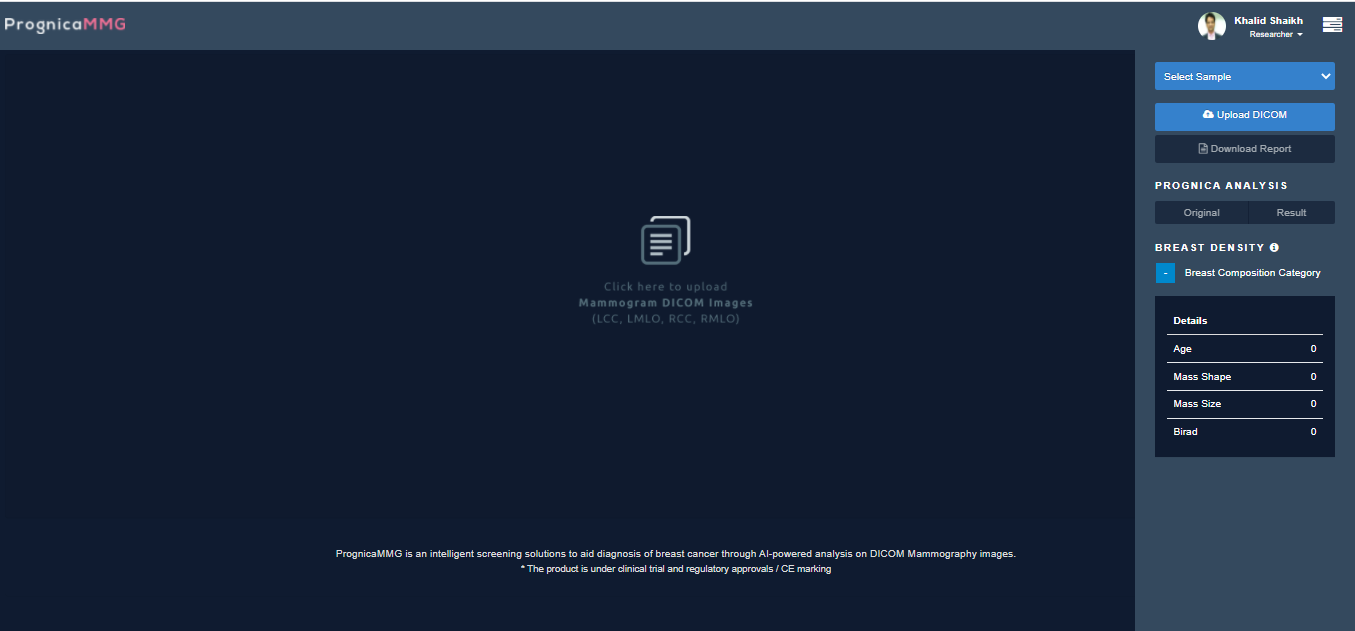 PrognicaMMG
Khalid Shaikh
Researcher
Select Sample
Upload DICOM
Download Report
PROGNICA ANALYSIS
Original Result
BREAST DENSITY
- Breast Composition Category
Details
Age 0
Mass Shape 0
Mass Size 0
Birad 0
Click here to upload
Mammogram DICOM Images
(LCC, LMLO, RCC, RMLO)
PrognicaMMG is an intelligent screening solutions to aid diagnosis of breast cancer through AI-powered analysis on DICOM Mammography images.
* The product is under clinical trial and regulatory approvals / CE marking